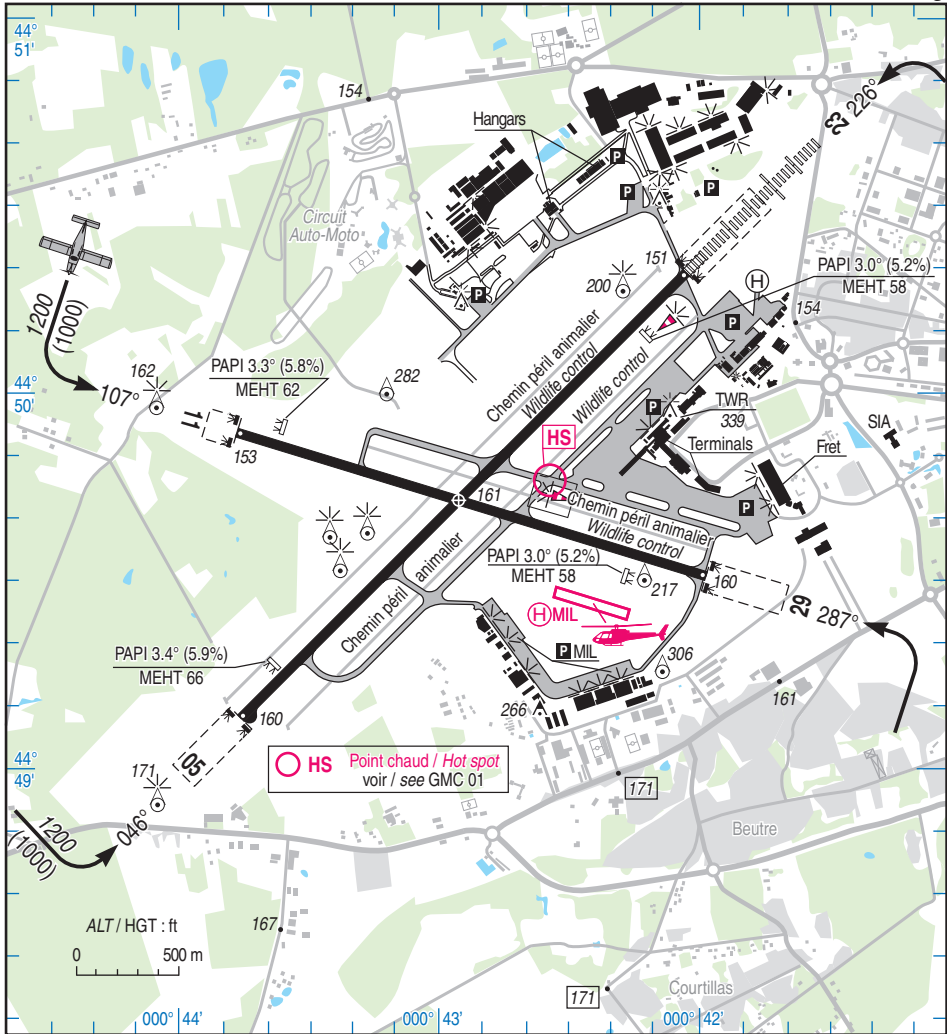 44°
51'
154
23 226°
Hangars
P
P
P
Circuit
Auto-Moto
151
PAPI 3.0° (5.2%)
MEHT 58
H
200
P
P
154
1200
(1000)
Chemin péril animalier
Wildlife control
Wildlife control
162
107°
PAPI 3.3° (5.8%)
MEHT 62
282
44°
50'
11
153
P
TWR
339
SIA
HS
Terminals
Fret
161
Chemin péril animalier
Wildlife control
P
PAPI 3.0° (5.2%)
MEHT 58
217
160
29 287°
Chemin péril animalier
H MIL
P MIL
PAPI 3.4° (5.9%)
MEHT 66
306
266
161
160
44°
49'
05
HS Point chaud / Hot spot
voir / see GMC 01
171
046°
171
1200
(1000)
Beutre
167
ALT / HGT : ft
0 500 m
171
Courtillas
000° 44'
000° 43'
000° 42'